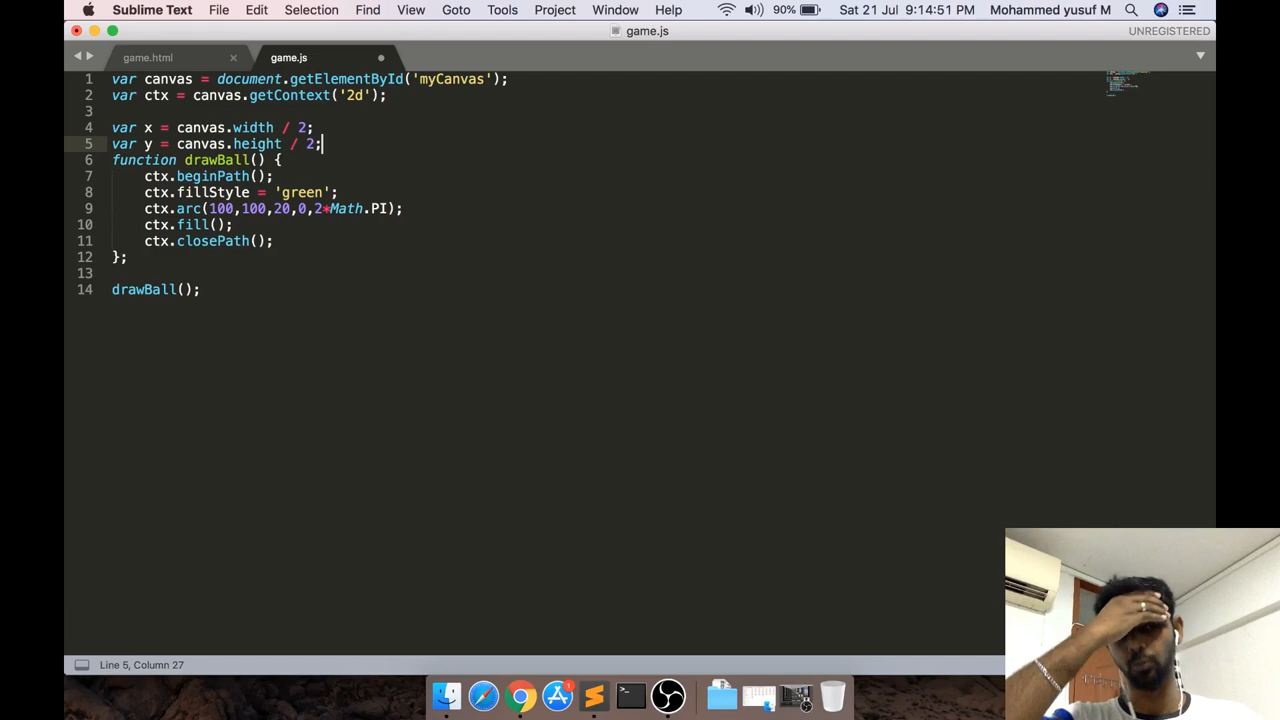 Sublime Text File Edit Selection Find View Goto Tools Project Window Help 90% Sat 21 Jul 9:14:51 PM Mohammed yusuf M
game.js UNREGISTERED
game.html game.js
1 var canvas = document.getElementById('myCanvas');
2 var ctx = canvas.getContext('2d');
3
4 var x = canvas.width / 2;
5 var y = canvas.height / 2;
6 function drawBall() {
7 ctx.beginPath();
8 ctx.fillStyle = 'green';
9 ctx.arc(100,100,20,0,2*Math.PI);
10 ctx.fill();
11 ctx.closePath();
12 };
13
14 drawBall();
Line 5, Column 27
1